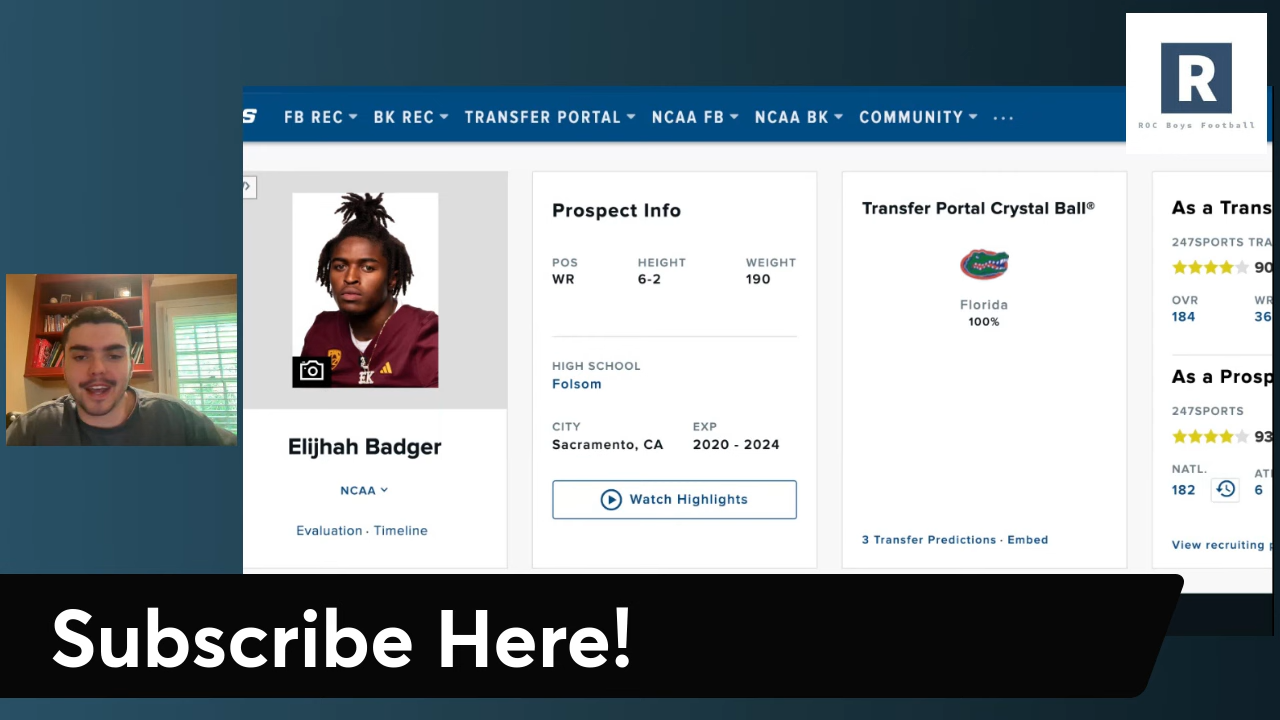 S FB REC BK REC TRANSFER PORTAL NCAA FB NCAA BK COMMUNITY ...
R
ROC Boys Football
Elijhah Badger
NCAA
Evaluation · Timeline
Prospect Info
POS HEIGHT WEIGHT
WR 6-2 190
HIGH SCHOOL
Folsom
CITY EXP
Sacramento, CA 2020 - 2024
Watch Highlights
Transfer Portal Crystal Ball®
Florida
100%
3 Transfer Predictions · Embed
As a Trans
247SPORTS TRA
90
OVR WR
184 36
As a Prosp
247SPORTS
93
NATL. AT
182 6
View recruiting p
EK
Subscribe Here!